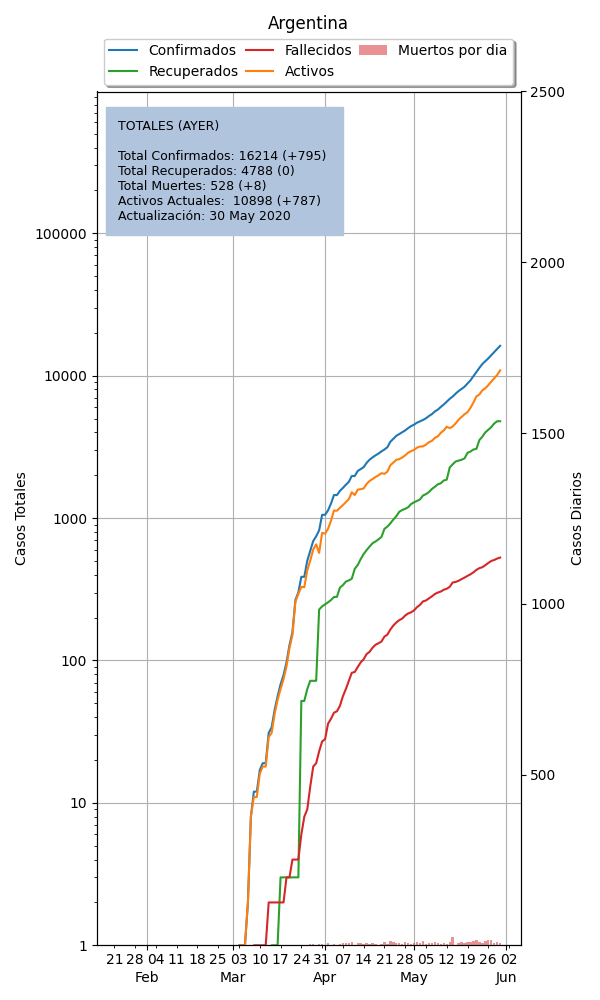 Argentina
Confirmados Fallecidos Muertos por dia
Recuperados Activos
TOTALES (AYER)
Total Confirmados: 16214 (+795)
Total Recuperados: 4788 (0)
Total Muertes: 528 (+8)
Activos Actuales:  10898 (+787)
Actualización: 30 May 2020
Casos Totales
100000
10000
1000
100
10
1
2500
2000
1500
1000
500
Casos Diarios
21 28 04 11 18 25 03 10 17 24 31 07 14 21 28 05 12 19 26 02
Feb Mar Apr May Jun